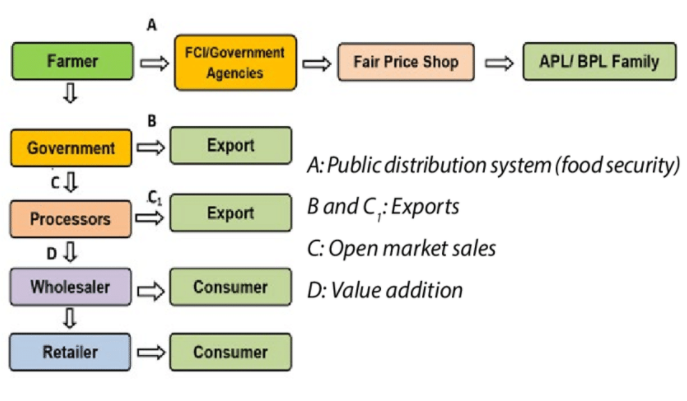 A
Farmer
FCI/Government
Agencies
Fair Price Shop
APL/ BPL Family
B
Government
Export
A: Public distribution system (food security)
C
C1
Processors
Export
B and C1: Exports
C: Open market sales
D
Wholesaler
Consumer
D: Value addition
Retailer
Consumer